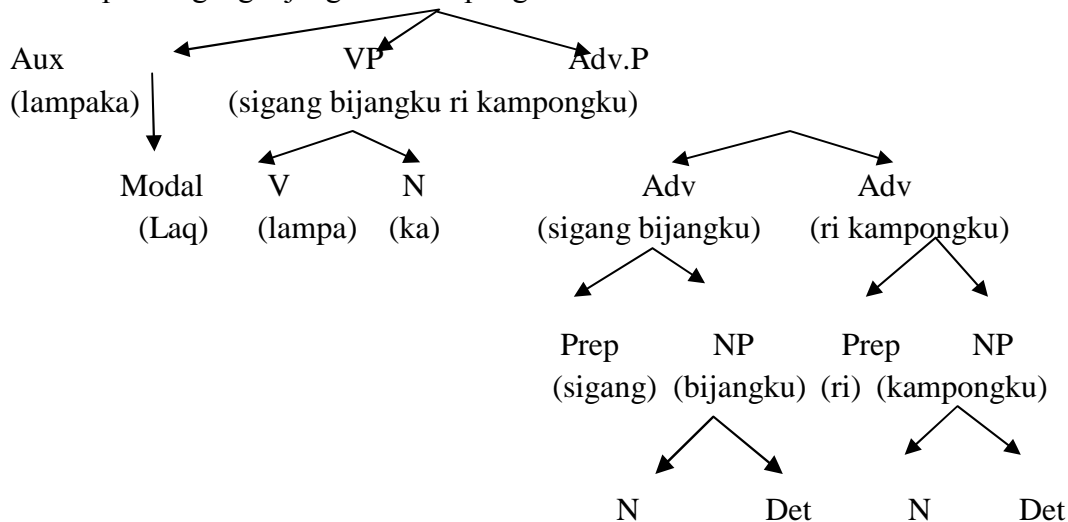 Aux VP Adv.P
(lampaka) (sigang bijangku ri kampongku)
Modal V N Adv Adv
(Laq) (lampa) (ka) (sigang bijangku) (ri kampongku)
Prep NP Prep NP
(sigang) (bijangku) (ri) (kampongku)
N Det N Det